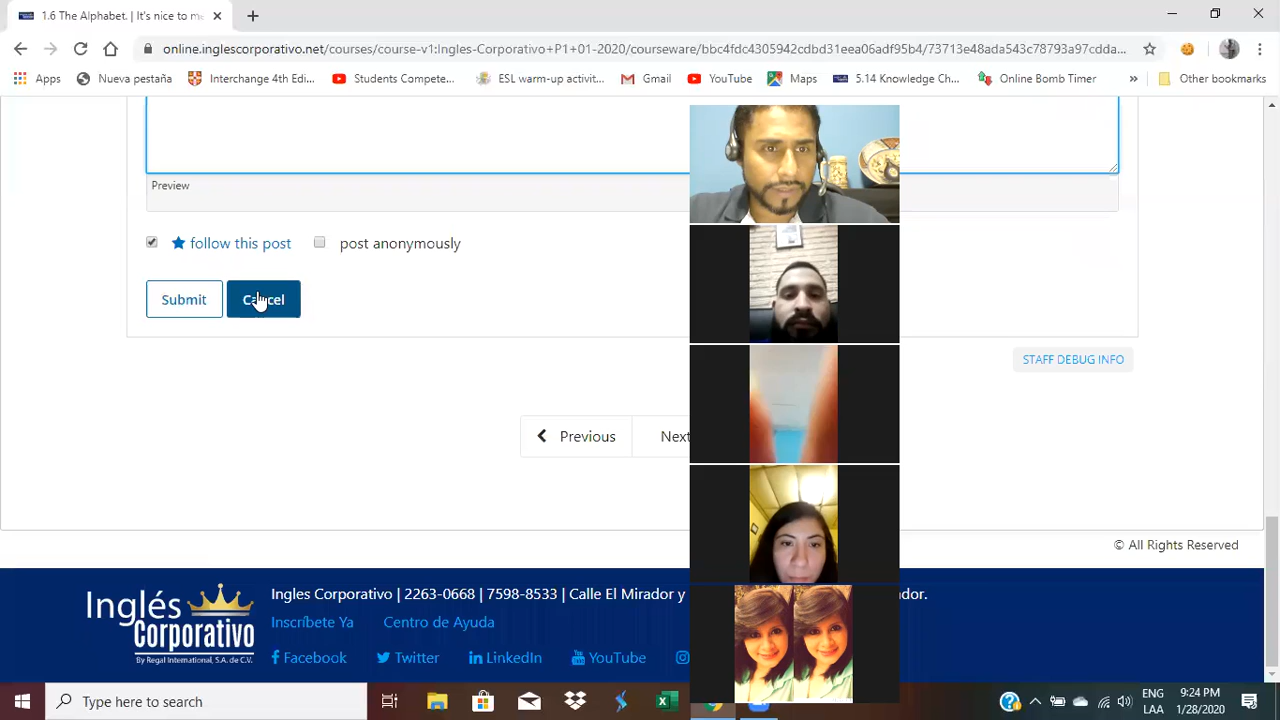 1.6 The Alphabet. | It's nice m
online.inglescorporativo.net/courses/course-v1:Ingles-Corporativo+P1+01-2020/courseware/bbc4fdc4305942cdbd31eea06adf95b4/73713e48ada543c78793a97cdda...
Apps Nueva pestaña Interchange 4th Edi... Students Compete... ESL warm up activit... Gmail YouTube Maps 5.14 Knowledge Ch... Online Bomb Timer Other bookmarks
Preview
follow this post post anonymously
Submit Cancel
STAFF DEBUG INFO
Previous Next
© All Rights Reserved
Inglés Corporativo
By Regal International, S.A. de C.V.
Ingles Corporativo | 2263-0668 | 7598-8533 | Calle El Mirador y dor.
Inscríbete Ya Centro de Ayuda
Facebook Twitter LinkedIn YouTube
Type here to search
ENG 9:24 PM
LAA 1/28/2020